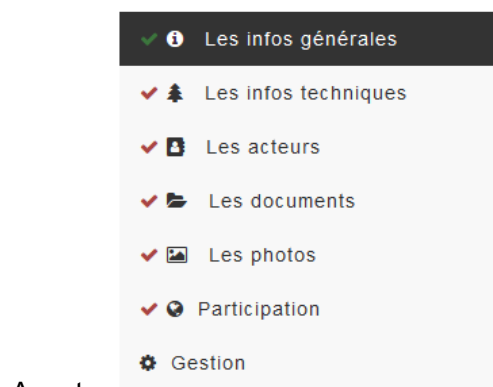 Les infos générales
Les infos techniques
Les acteurs
Les documents
Les photos
Participation
Gestion